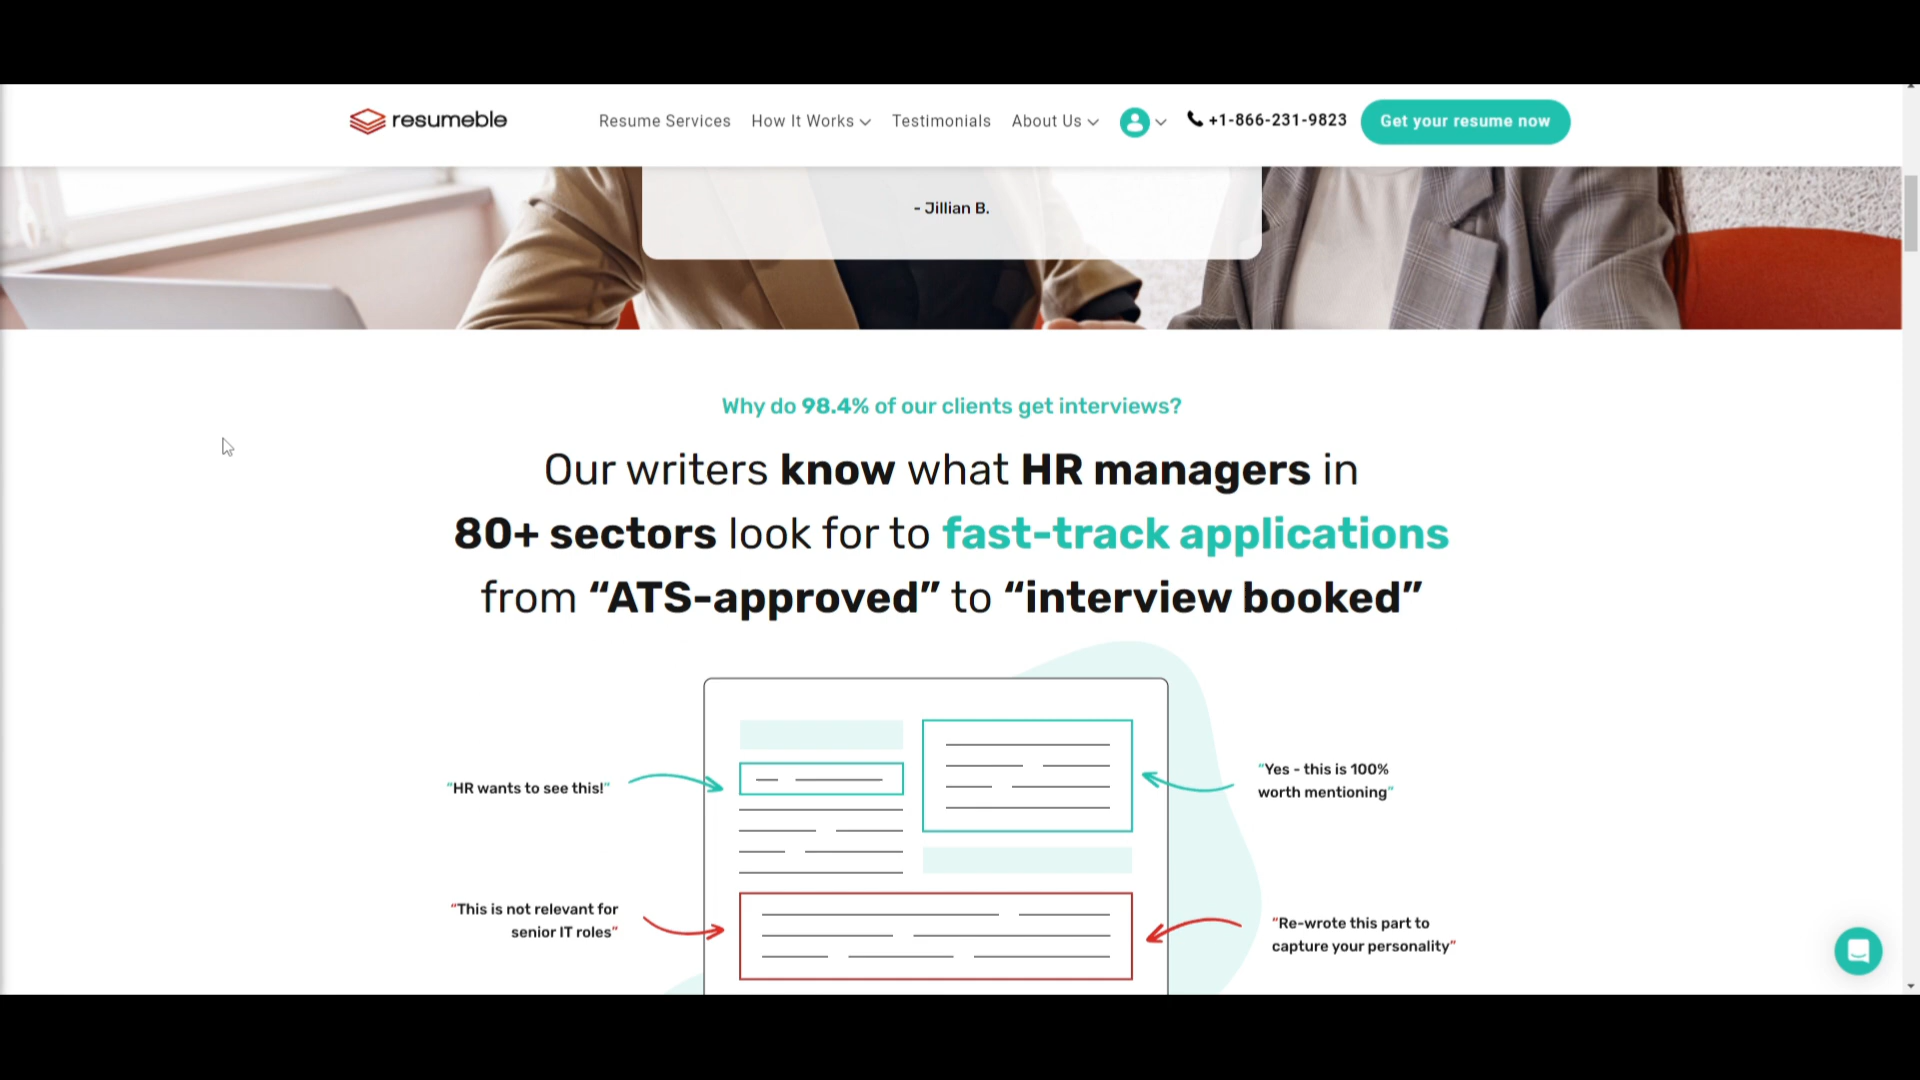 resumeble
Resume Services How It Works Testimonials About Us +1-866-231-9823 Get your resume now
- Jillian B.
Why do 98.4% of our clients get interviews?
Our writers know what HR managers in
80+ sectors look for to fast-track applications
from “ATS-approved” to “interview booked”
"HR wants to see this!"
"Yes - this is 100%
worth mentioning"
"This is not relevant for
senior IT roles"
"Re-wrote this part to
capture your personality"